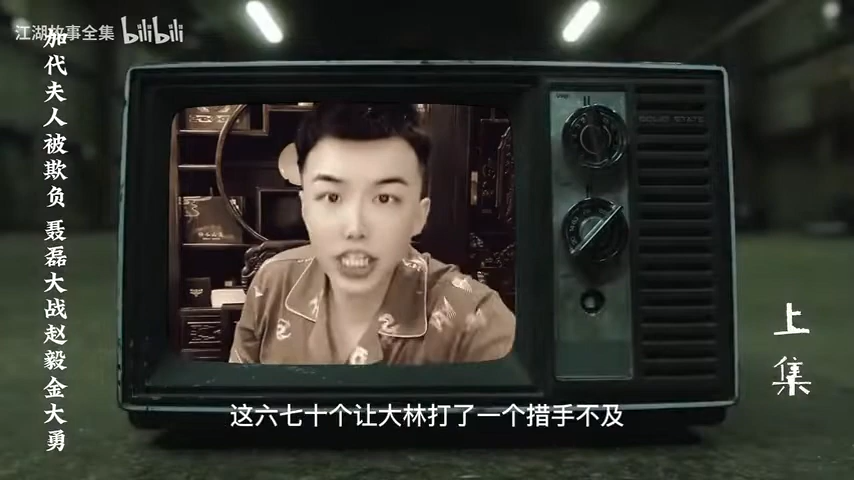 江湖故事全集 bilibili
加代夫人被欺负 聂磊大战赵毅金大勇
SOLID STATE
上集
这六七十个让大林打了一个措手不及